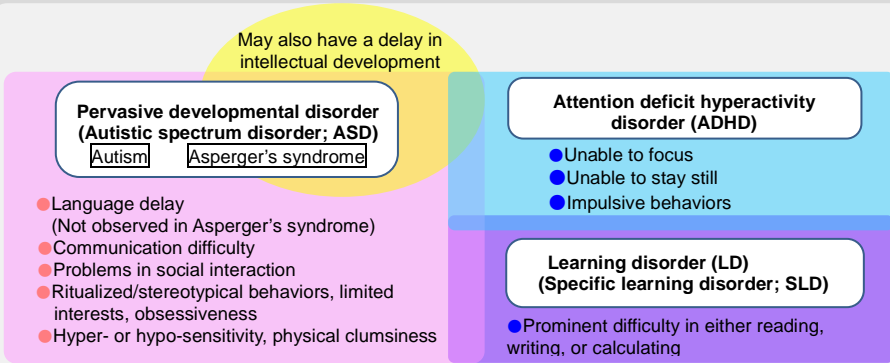 May also have a delay in
intellectual development
Pervasive developmental disorder
(Autistic spectrum disorder; ASD)
Autism Asperger's syndrome
●Language delay
(Not observed in Asperger's syndrome)
●Communication difficulty
●Problems in social interaction
●Ritualized/stereotypical behaviors, limited
interests, obsessiveness
●Hyper- or hypo-sensitivity, physical clumsiness
Attention deficit hyperactivity
disorder (ADHD)
●Unable to focus
●Unable to stay still
●Impulsive behaviors
Learning disorder (LD)
(Specific learning disorder; SLD)
●Prominent difficulty in either reading,
writing, or calculating